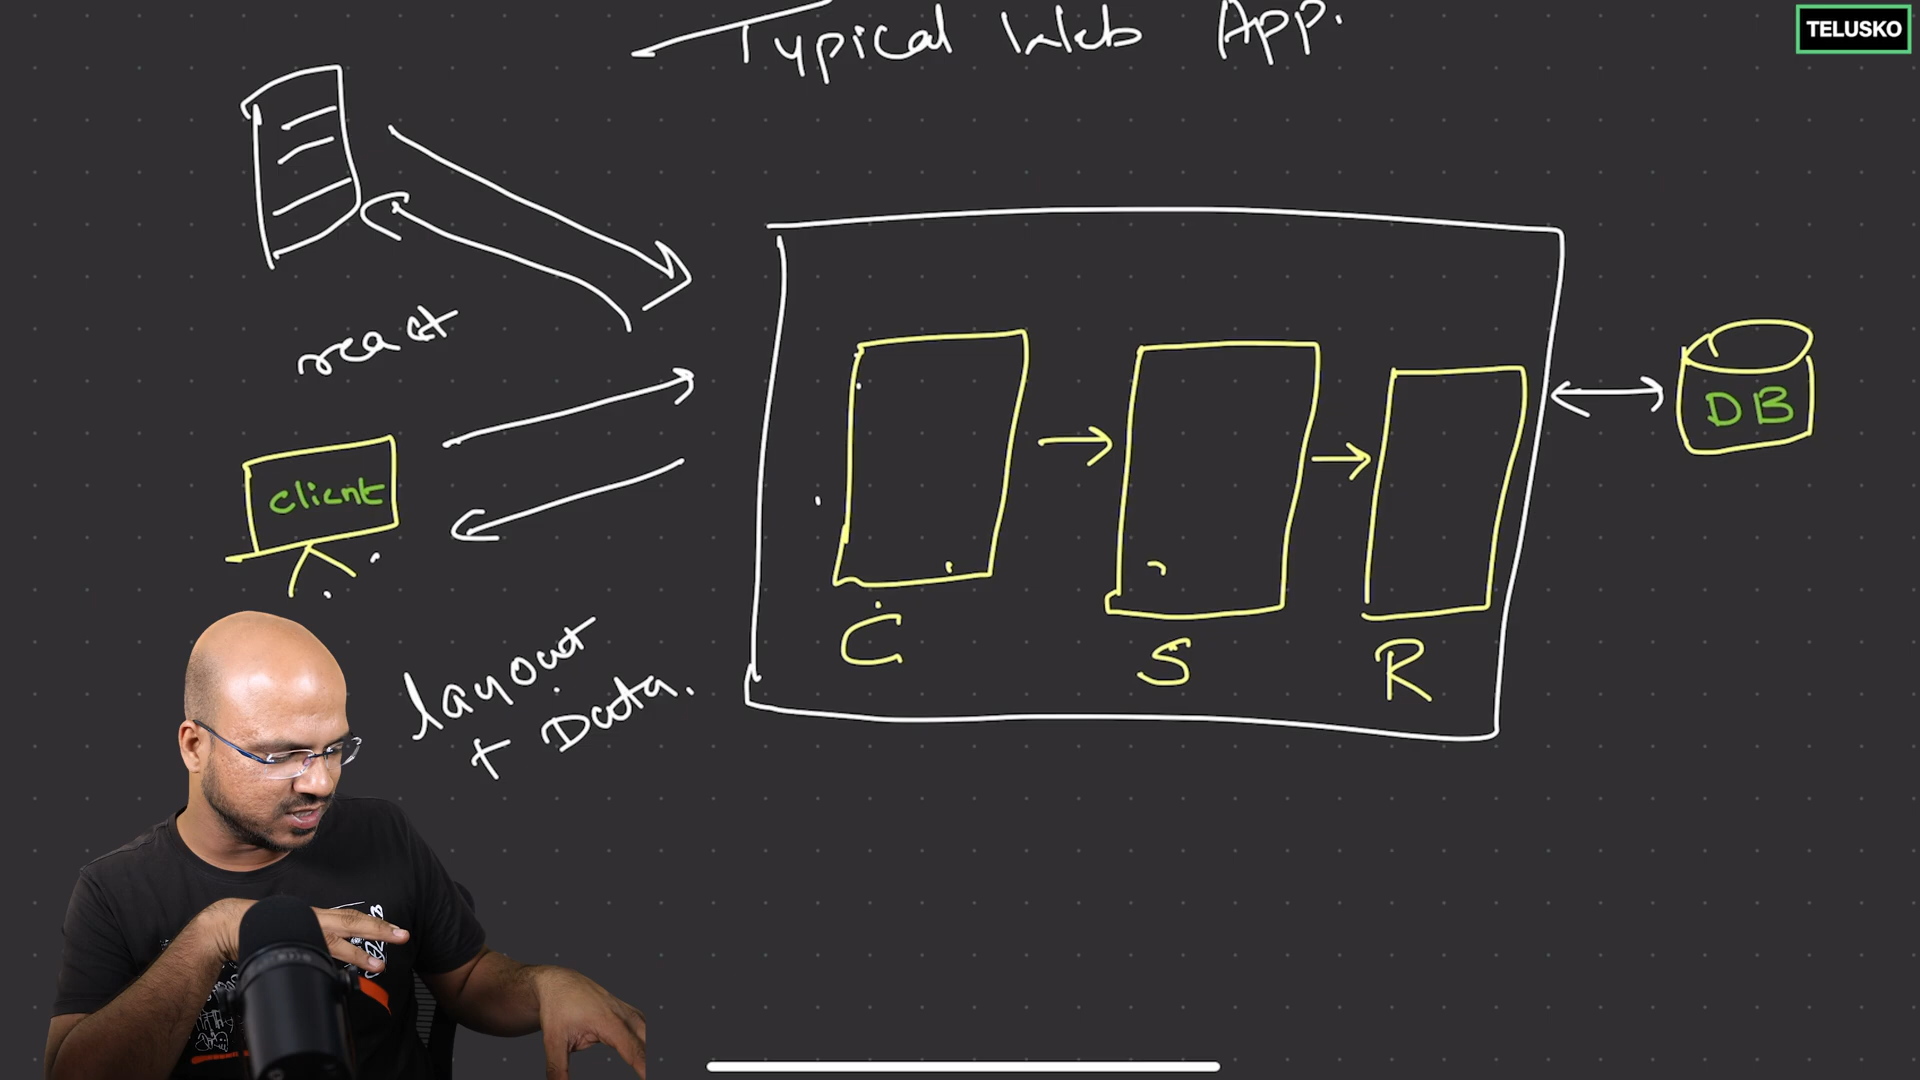 Typical Web App.
TELUSKO
react
client
DB
layout
+ Data.
C
S
R